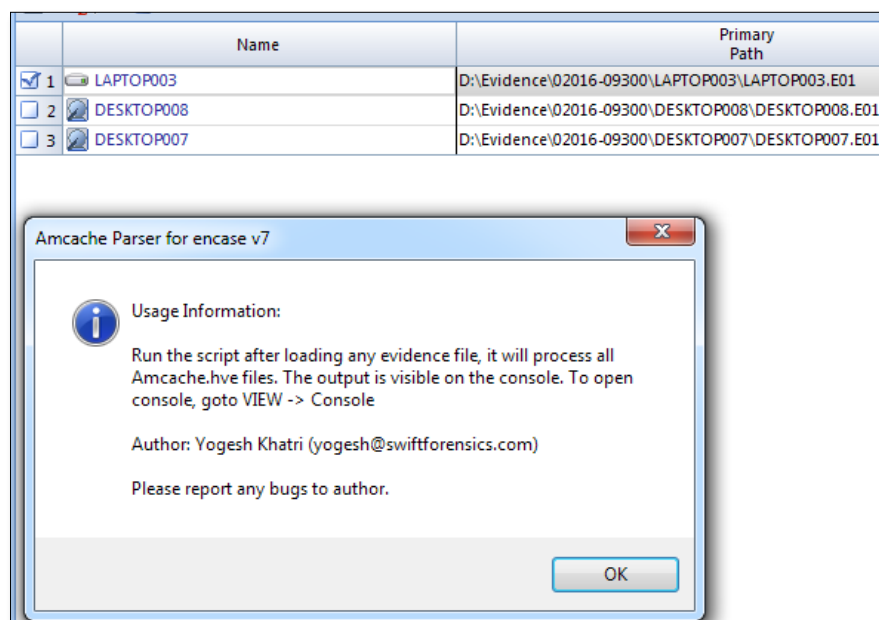 Name
Primary
Path
1 LAPTOP003 D:\Evidence\02016-09300\LAPTOP003\LAPTOP003.E01
2 DESKTOP008 D:\Evidence\02016-09300\DESKTOP008\DESKTOP008.E01
3 DESKTOP007 D:\Evidence\02016-09300\DESKTOP007\DESKTOP007.E01
Amcache Parser for encase v7
Usage Information:
Run the script after loading any evidence file, it will process all
Amcache.hve files. The output is visible on the console. To open
console, goto VIEW -> Console
Author: Yogesh Khatri (yogesh@swiftforensics.com)
Please report any bugs to author.
OK